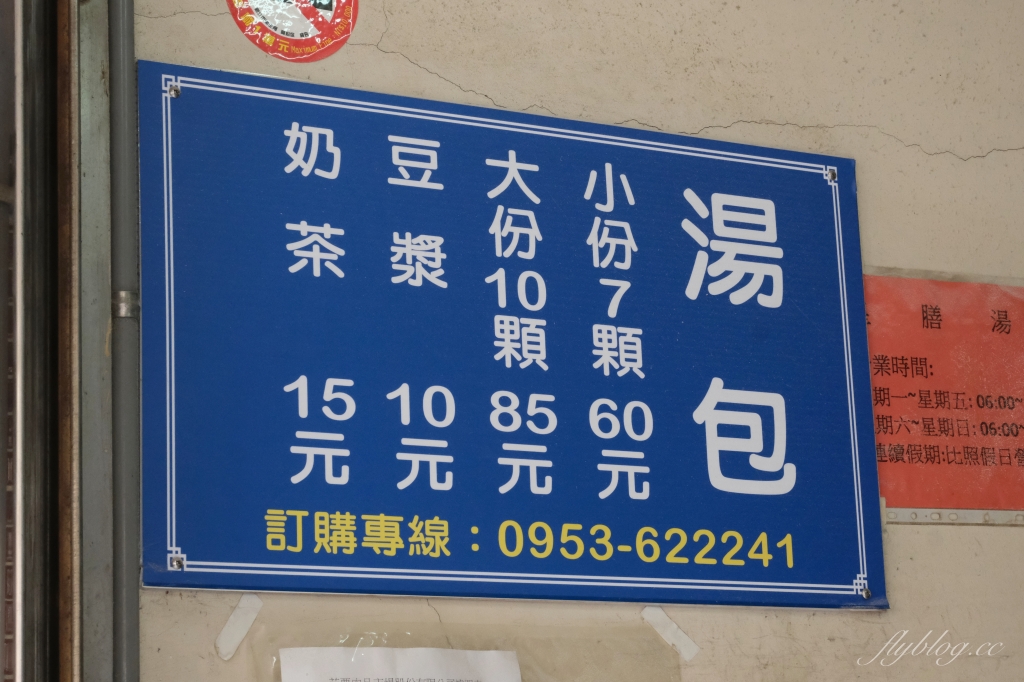 湯包
小份7顆 60元
大份10顆 85元
豆漿 10元
奶茶 15元
訂購專線：0953-622241
膳 湯
業時間:
期一~星期五:06:00~
期六~星期日:06:00~
連續假期:比照假日
flyblog.cc